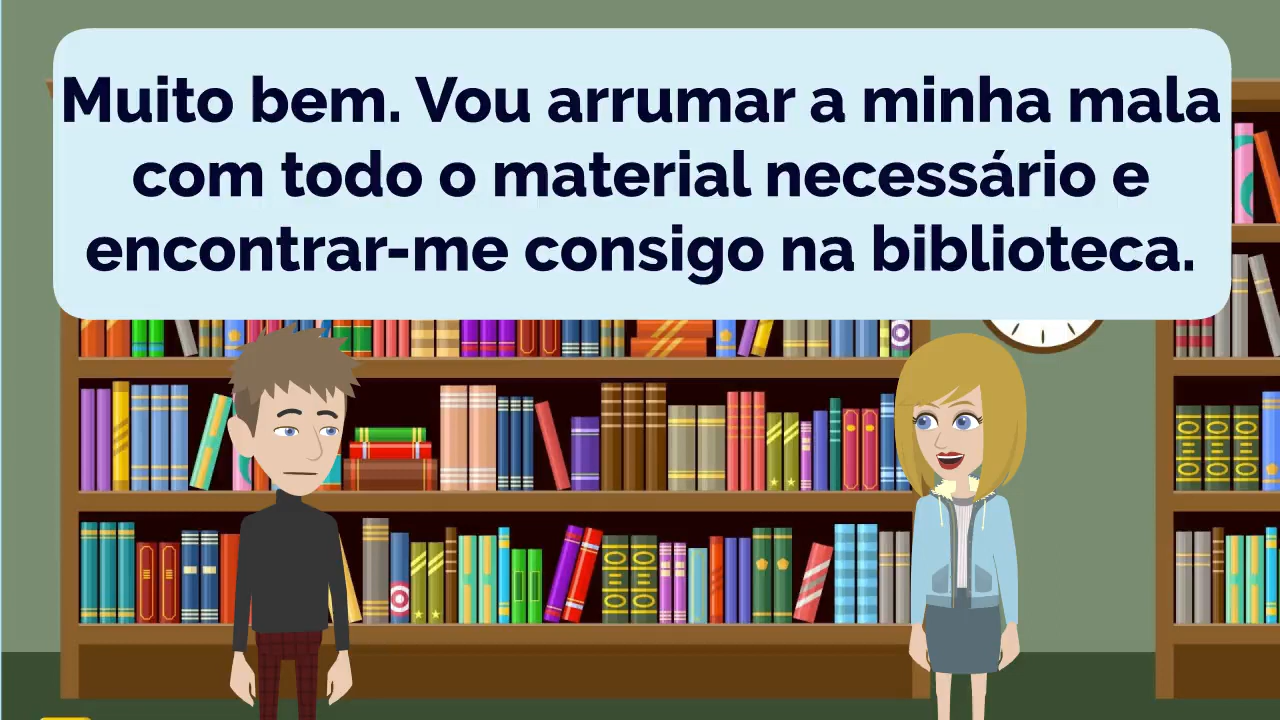 Muito bem. Vou arrumar a minha mala
com todo o material necessário e
encontrar-me consigo na biblioteca.